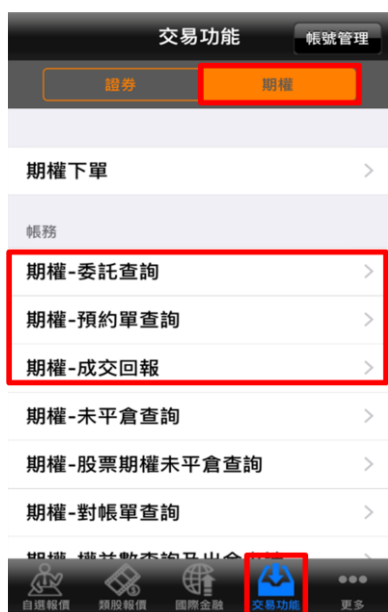 交易功能
帳號管理
證券
期權
期權下單
帳務
期權-委託查詢
期權-預約單查詢
期權-成交回報
期權-未平倉查詢
期權-股票期權未平倉查詢
期權-對帳單查詢
自選報價
類股報價
國際金融
交易功能
更多